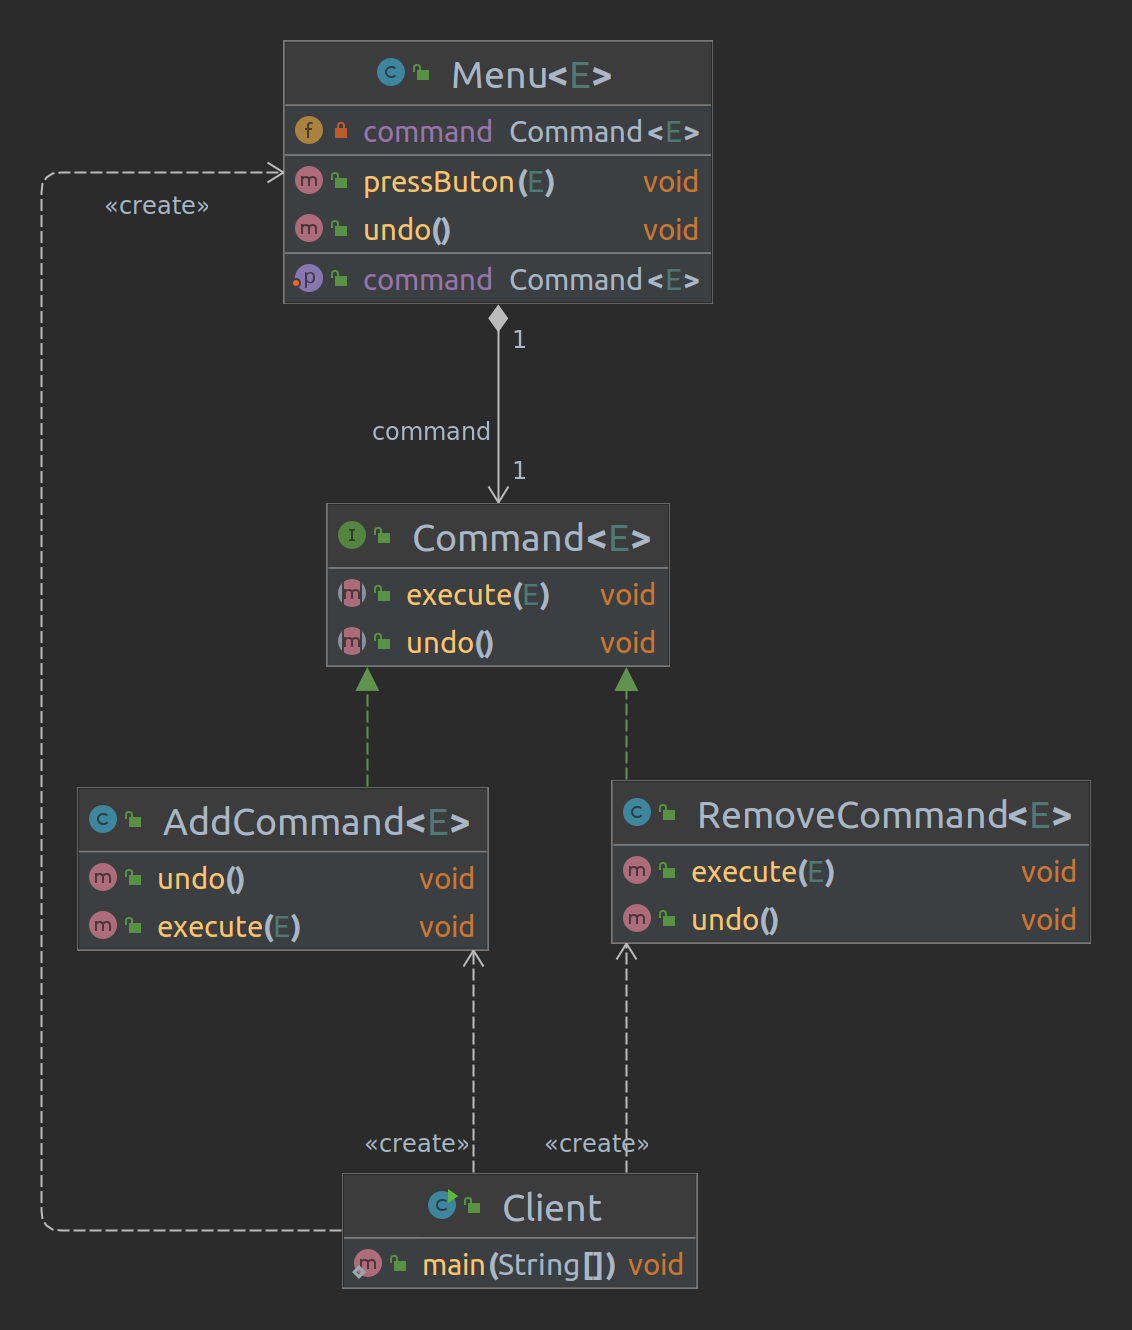 Menu<E>
command Command<E>
pressButon(E) void
undo() void
command Command<E>
«create»
1
command
1
Command<E>
execute(E) void
undo() void
AddCommand<E>
undo() void
execute(E) void
RemoveCommand<E>
execute(E) void
undo() void
«create»
«create»
Client
main(String[]) void